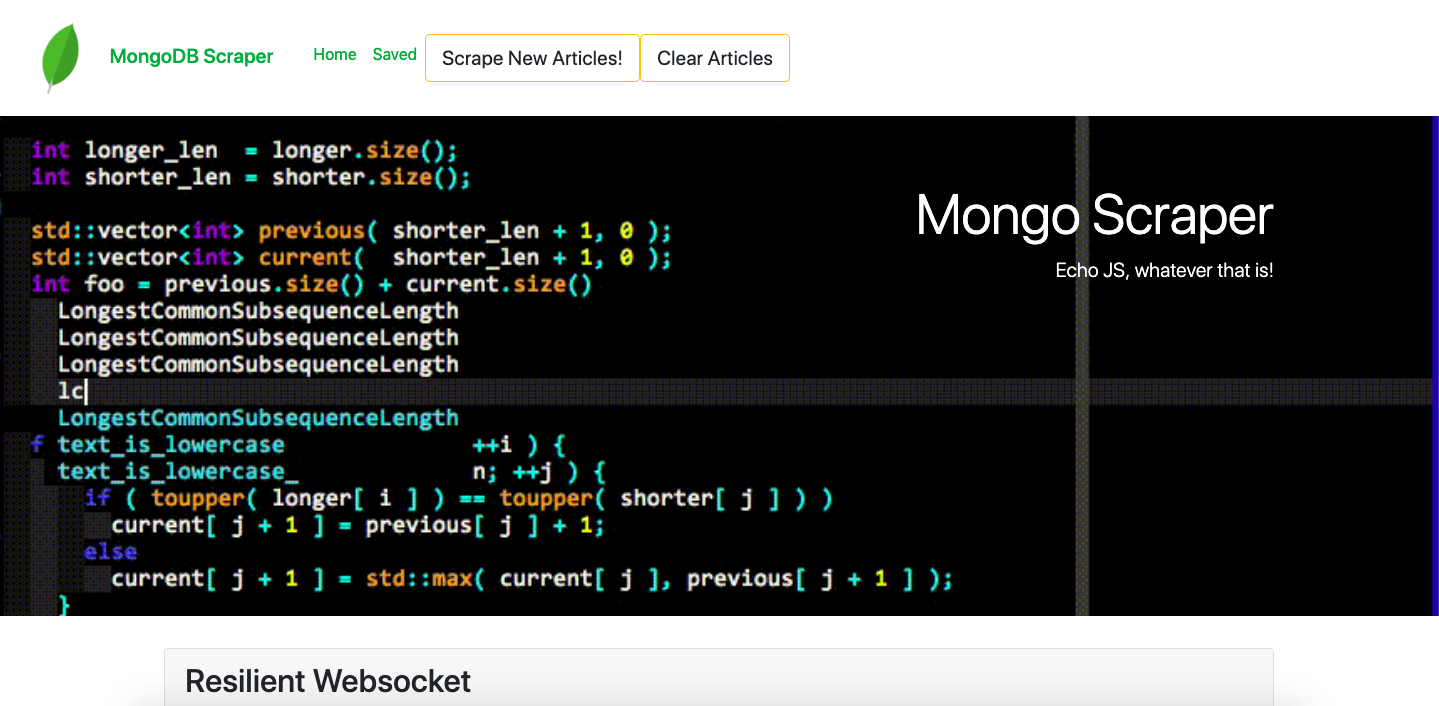 MongoDB Scraper Home Saved Scrape New Articles! Clear Articles
int longer_len = longer.size();
int shorter_len = shorter.size();
Mongo Scraper
Echo JS, whatever that is!
std::vector<int> previous( shorter_len + 1, 0 );
std::vector<int> current( shorter_len + 1, 0 );
int foo = previous.size() + current.size()
LongestCommonSubsequenceLength
LongestCommonSubsequenceLength
LongestCommonSubsequenceLength
lc
LongestCommonSubsequenceLength
f text_is_lowercase ++i ) {
text_is_lowercase_ n; ++j ) {
if ( toupper( longer[ i ] ) == toupper( shorter[ j ] ) )
current[ j + 1 ] = previous[ j ] + 1;
else
current[ j + 1 ] = std::max( current[ j ], previous[ j + 1 ] );
}
Resilient Websocket